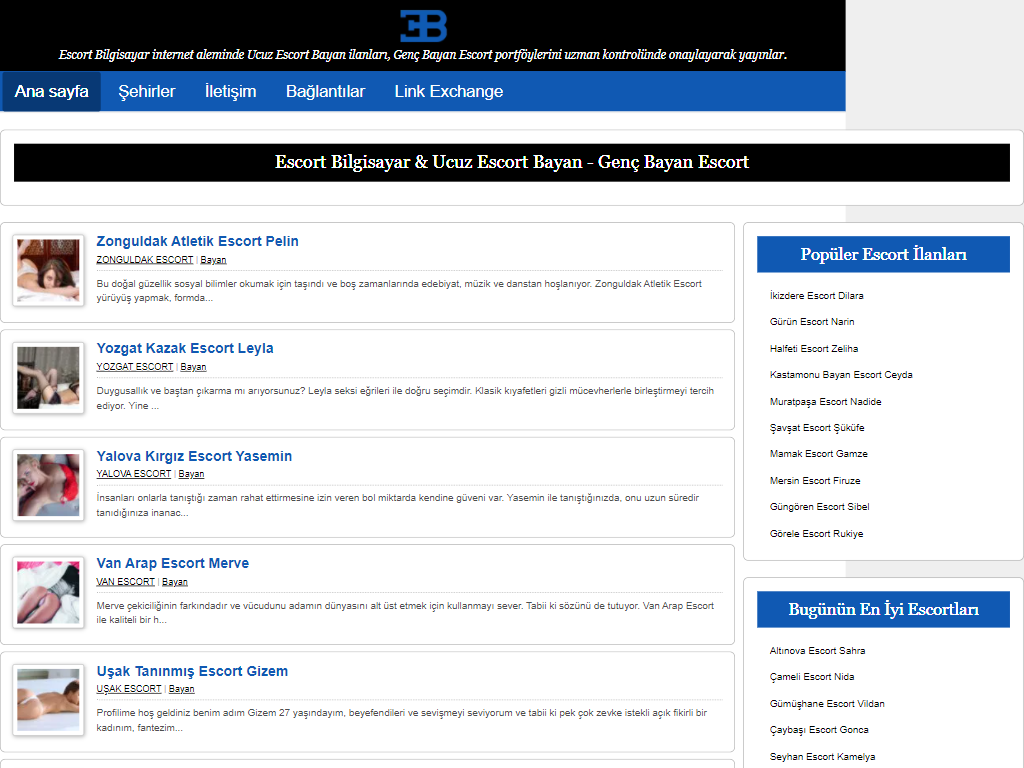 EB
Escort Bilgisayar internet aleminde Ucuz Escort Bayan ilanları, Genç Bayan Escort portföylerini uzman kontrolünde onaylayarak yayınlar.
Ana sayfa Şehirler İletişim Bağlantılar Link Exchange
Escort Bilgisayar & Ucuz Escort Bayan - Genç Bayan Escort
Zonguldak Atletik Escort Pelin
ZONGULDAK ESCORT | Bayan
Bu doğal güzellik sosyal bilimler okumak için taşındı ve boş zamanlarında edebiyat, müzik ve danstan hoşlanıyor. Zonguldak Atletik Escort
yürüyüş yapmak, formda...
Yozgat Kazak Escort Leyla
YOZGAT ESCORT | Bayan
Duygusallık ve baştan çıkarma mı arıyorsunuz? Leyla seksi eğrileri ile doğru seçimdir. Klasik kıyafetleri gizli mücevherlerle birleştirmeyi tercih
ediyor. Yine ...
Yalova Kırgız Escort Yasemin
YALOVA ESCORT | Bayan
İnsanları onlarla tanıştığı zaman rahat ettirmesine izin veren bol miktarda kendine güveni var. Yasemin ile tanıştığınızda, onu uzun süredir
tanıdığınıza inanac...
Van Arap Escort Merve
VAN ESCORT | Bayan
Merve çekiciliğinin farkındadır ve vücudunu adamın dünyasını alt üst etmek için kullanmayı sever. Tabii ki sözünü de tutuyor. Van Arap Escort
ile kaliteli bir h...
Uşak Tanınmış Escort Gizem
UŞAK ESCORT | Bayan
Profilime hoş geldiniz benim adım Gizem 27 yaşındayım, beyefendileri ve sevişmeyi seviyorum ve tabii ki pek çok zevke istekli açık fikirli bir
kadınım, fantezim...
Popüler Escort İlanları
İkizdere Escort Dilara
Gürün Escort Narin
Halfeti Escort Zeliha
Kastamonu Bayan Escort Ceyda
Muratpaşa Escort Nadide
Şavşat Escort Şüküfe
Mamak Escort Gamze
Mersin Escort Firuze
Güngören Escort Sibel
Görele Escort Rukiye
Bugünün En İyi Escortları
Altınova Escort Sahra
Çameli Escort Nida
Gümüşhane Escort Vildan
Çaybaşı Escort Gonca
Seyhan Escort Kamelya